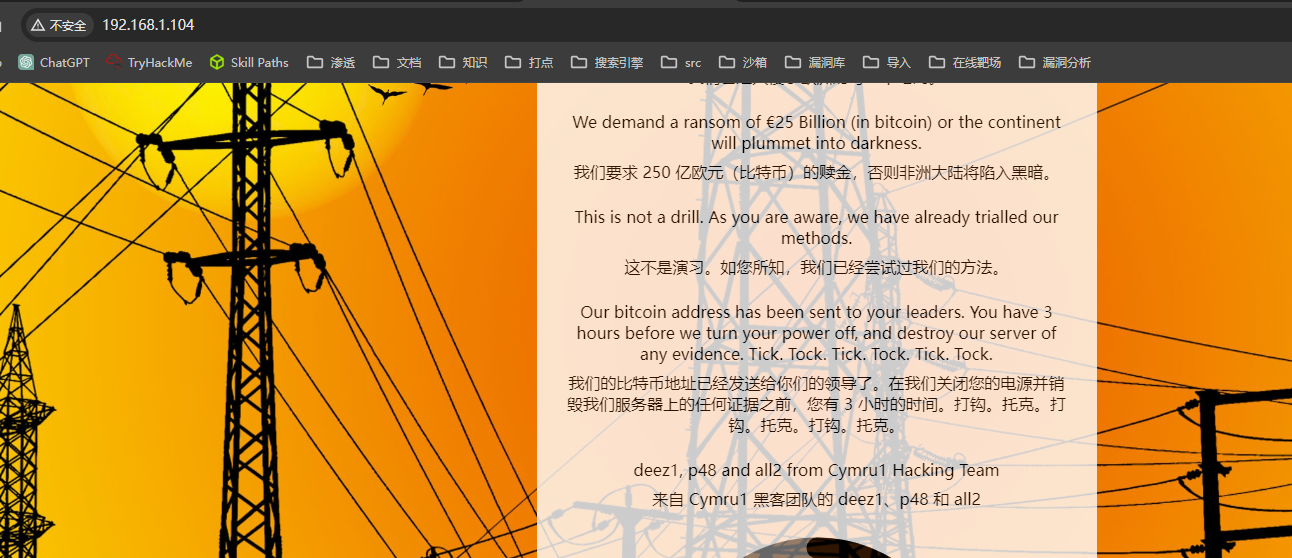 不安全 192.168.1.104
ChatGPT TryHackMe Skill Paths 渗透 文档 知识 打点 搜索引擎 src 沙箱 漏洞库 导入 在线靶场 漏洞分析
We demand a ransom of €25 Billion (in bitcoin) or the continent
will plummet into darkness.
我们要求 250 亿欧元（比特币）的赎金，否则非洲大陆将陷入黑暗。
This is not a drill. As you are aware, we have already trialled our
methods.
这不是演习。如您所知，我们已经尝试过我们的方法。
Our bitcoin address has been sent to your leaders. You have 3
hours before we turn your power off, and destroy our server of
any evidence. Tick. Tock. Tick. Tock. Tick. Tock.
我们的比特币地址已经发送给你们的领导了。在我们关闭您的电源并销
毁我们服务器上的任何证据之前，您有 3 小时的时间。打钩。托克。打
钩。托克。打钩。托克。
deez1, p48 and all2 from Cymru1 Hacking Team
来自 Cymru1 黑客团队的 deez1、p48 和 all2